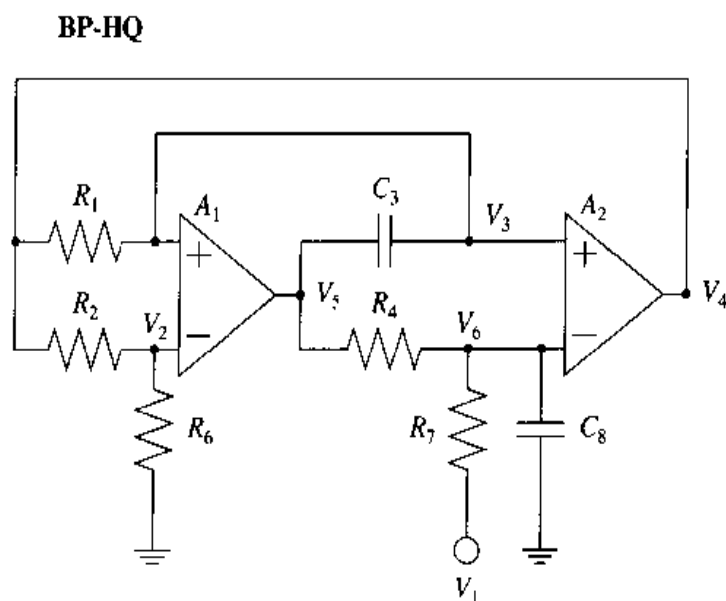 BP-HQ
R1
A1
C3
V3
A2
+
+
R2
V2
V5
R4
V6
V4
−
−
R6
R7
C8
V1